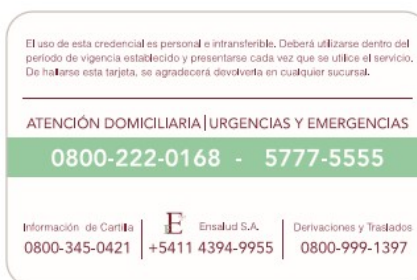 El uso de esta credencial es personal e intransferible. Deberá utilizarse dentro del
período de vigencia establecido y presentarse cada vez que se utilice el servicio.
De hallarse esta tarjeta, se agradecerá devolverla en cualquier sucursal.
ATENCIÓN DOMICILIARIA|URGENCIAS Y EMERGENCIAS
0800-222-0168 - 5777-5555
Información de Cartilla
0800-345-0421
E
Ensalud S.A.
+5411 4394-9955
Derivaciones y Traslados
0800-999-1397